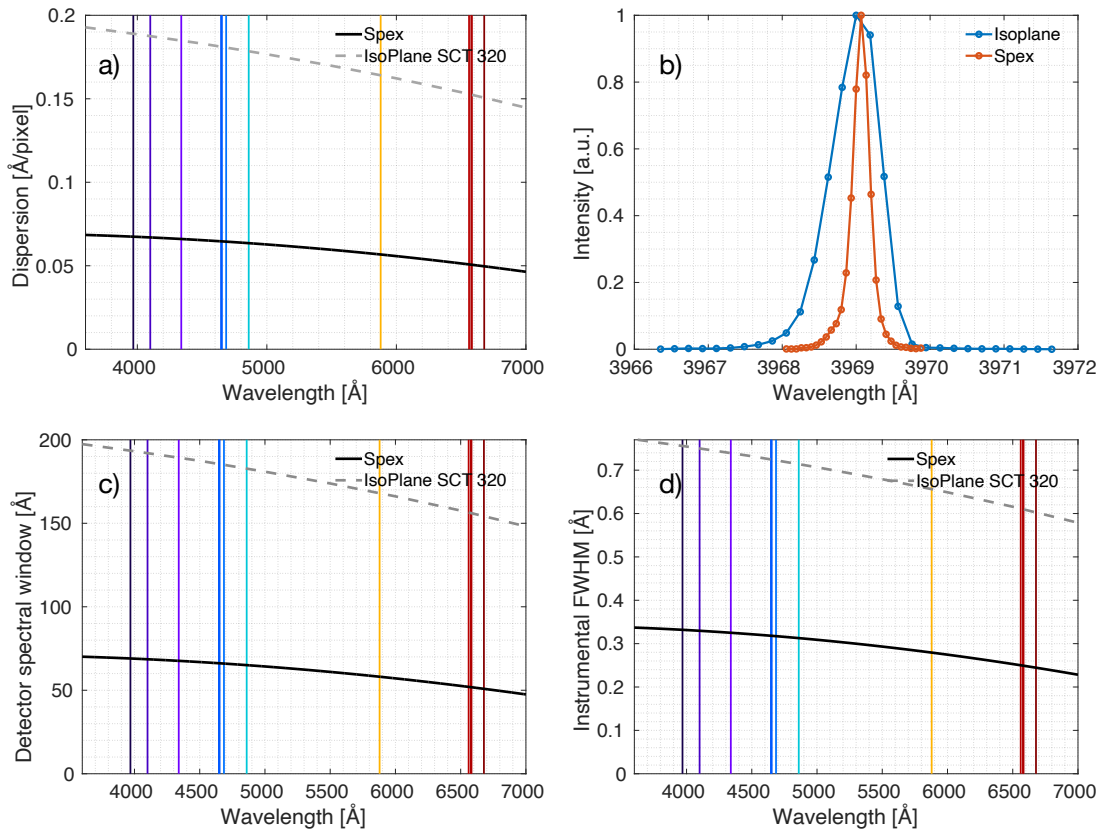 0.2
0.15
0.1
0.05
0
Dispersion [Å/pixel]
a)
Spex
IsoPlane SCT 320
4000 5000 6000 7000
Wavelength [Å]
1
0.8
0.6
0.4
0.2
0
Intensity [a.u.]
b)
Isoplane
Spex
3966 3967 3968 3969 3970 3971 3972
Wavelength [Å]
200
150
100
50
0
Detector spectral window [Å]
c)
Spex
IsoPlane SCT 320
4000 4500 5000 5500 6000 6500 7000
Wavelength [Å]
0.7
0.6
0.5
0.4
0.3
0.2
0.1
0
Instrumental FWHM [Å]
d)
Spex
IsoPlane SCT 320
4000 4500 5000 5500 6000 6500 7000
Wavelength [Å]